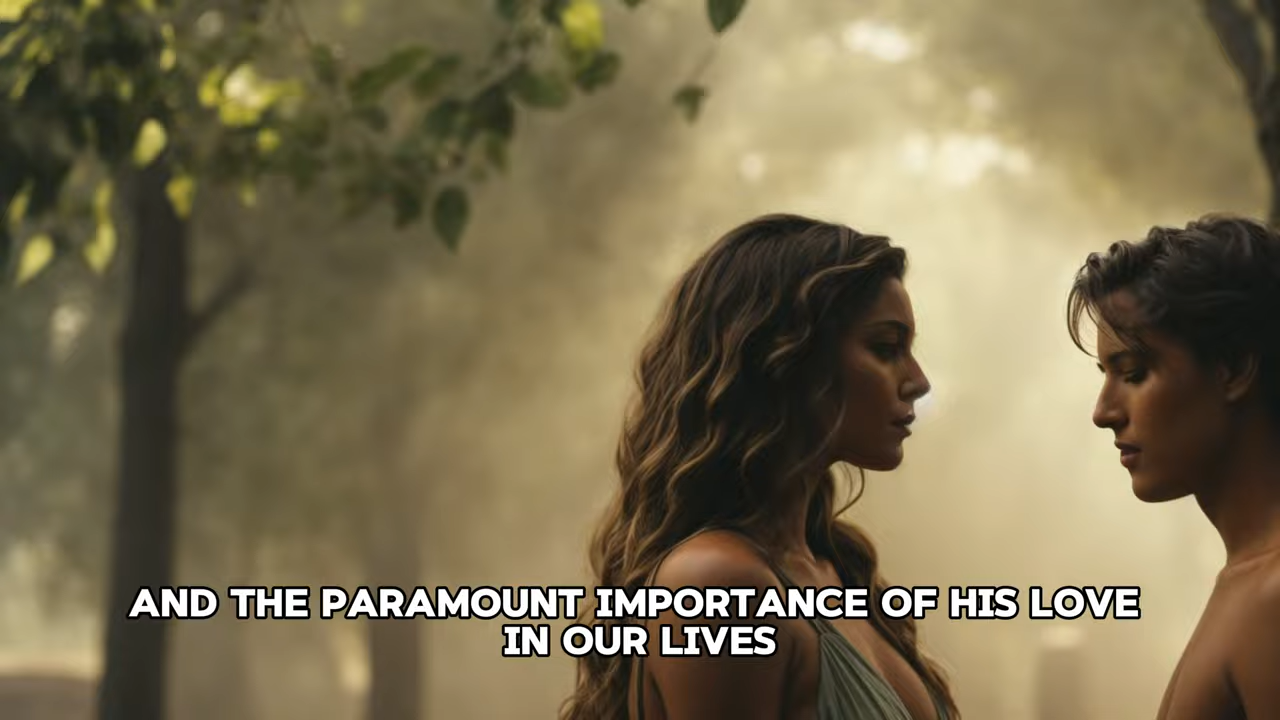 AND THE PARAMOUNT IMPORTANCE OF HIS LOVE
IN OUR LIVES